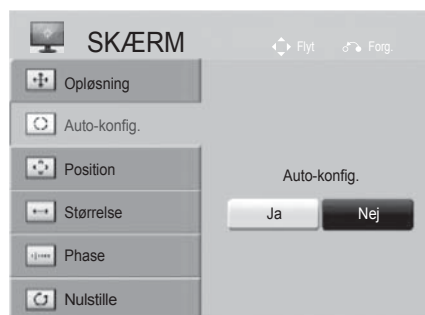 SKÆRM
Flyt
Forg.
Opløsning
Auto-konfig.
Position
Størrelse
Phase
Nulstille
Auto-konfig.
Ja
Nej